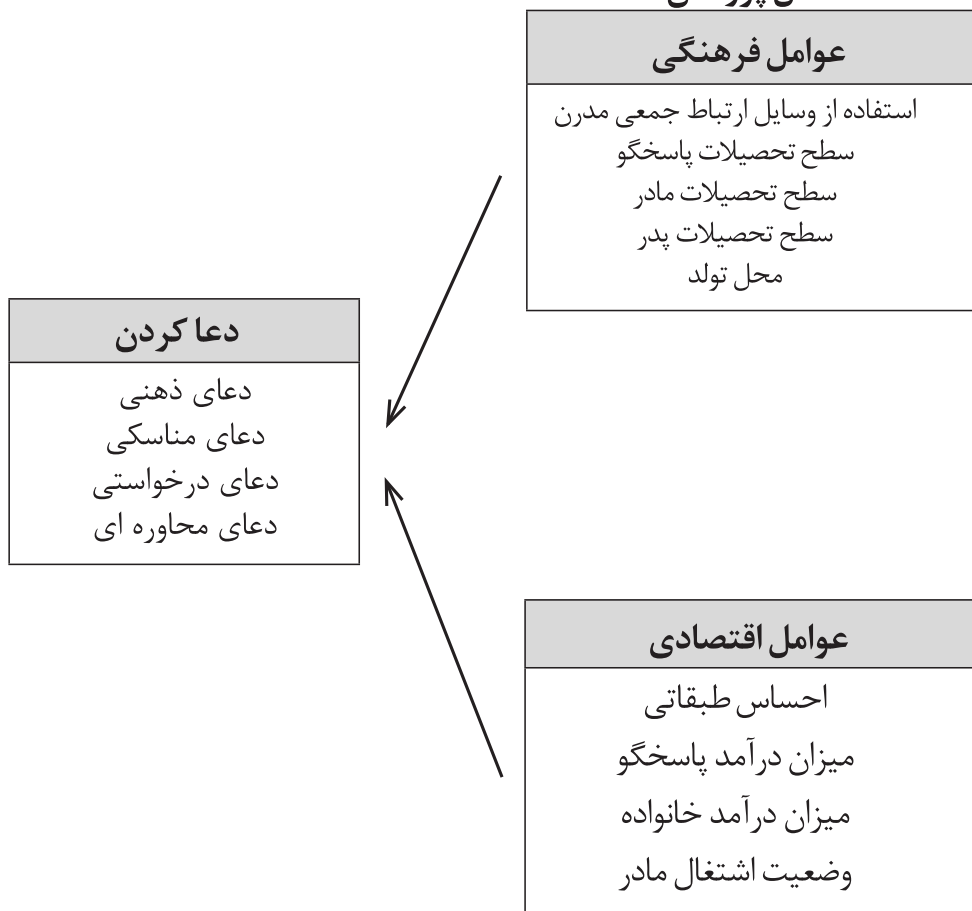 عوامل فرهنگی
استفاده از وسایل ارتباط جمعی مدرن
سطح تحصیلات پاسخگو
سطح تحصیلات مادر
سطح تحصیلات پدر
محل تولد
دعا کردن
دعای ذهنی
دعای مناسکی
دعای درخواستی
دعای محاوره ای
عوامل اقتصادی
احساس طبقاتی
میزان درآمد پاسخگو
میزان درآمد خانواده
وضعیت اشتغال مادر